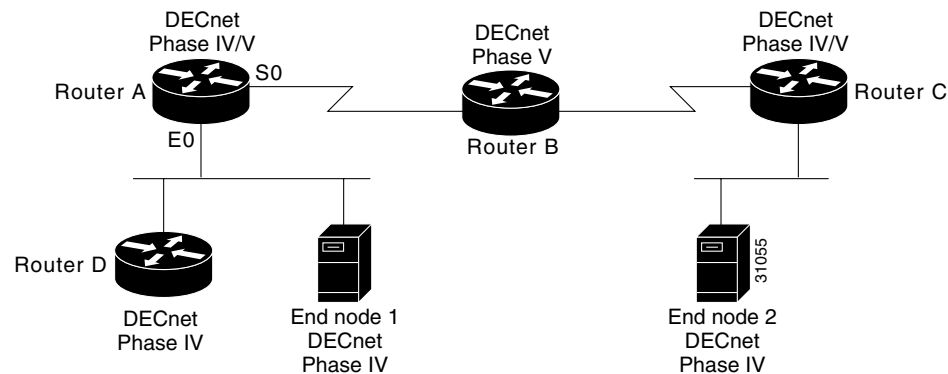 DECnet
Phase IV/V
DECnet
Phase V
DECnet
Phase IV/V
Router A
S0
Router B
Router C
E0
Router D
DECnet
Phase IV
End node 1
DECnet
Phase IV
31055
End node 2
DECnet
Phase IV